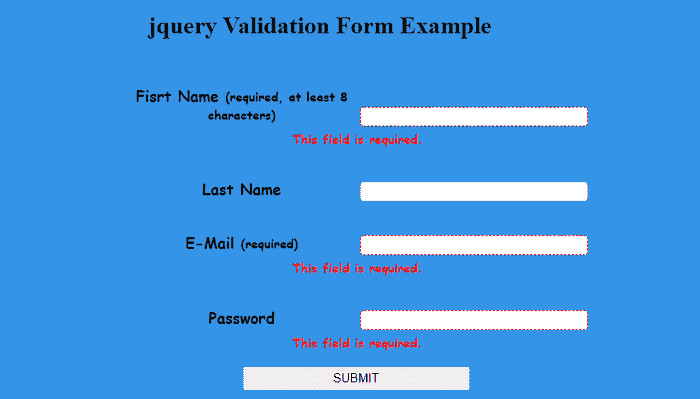 jquery Validation Form Example
Fisrt Name (required, at least 8
characters)
This field is required.
Last Name
E-Mail (required)
This field is required.
Password
This field is required.
SUBMIT